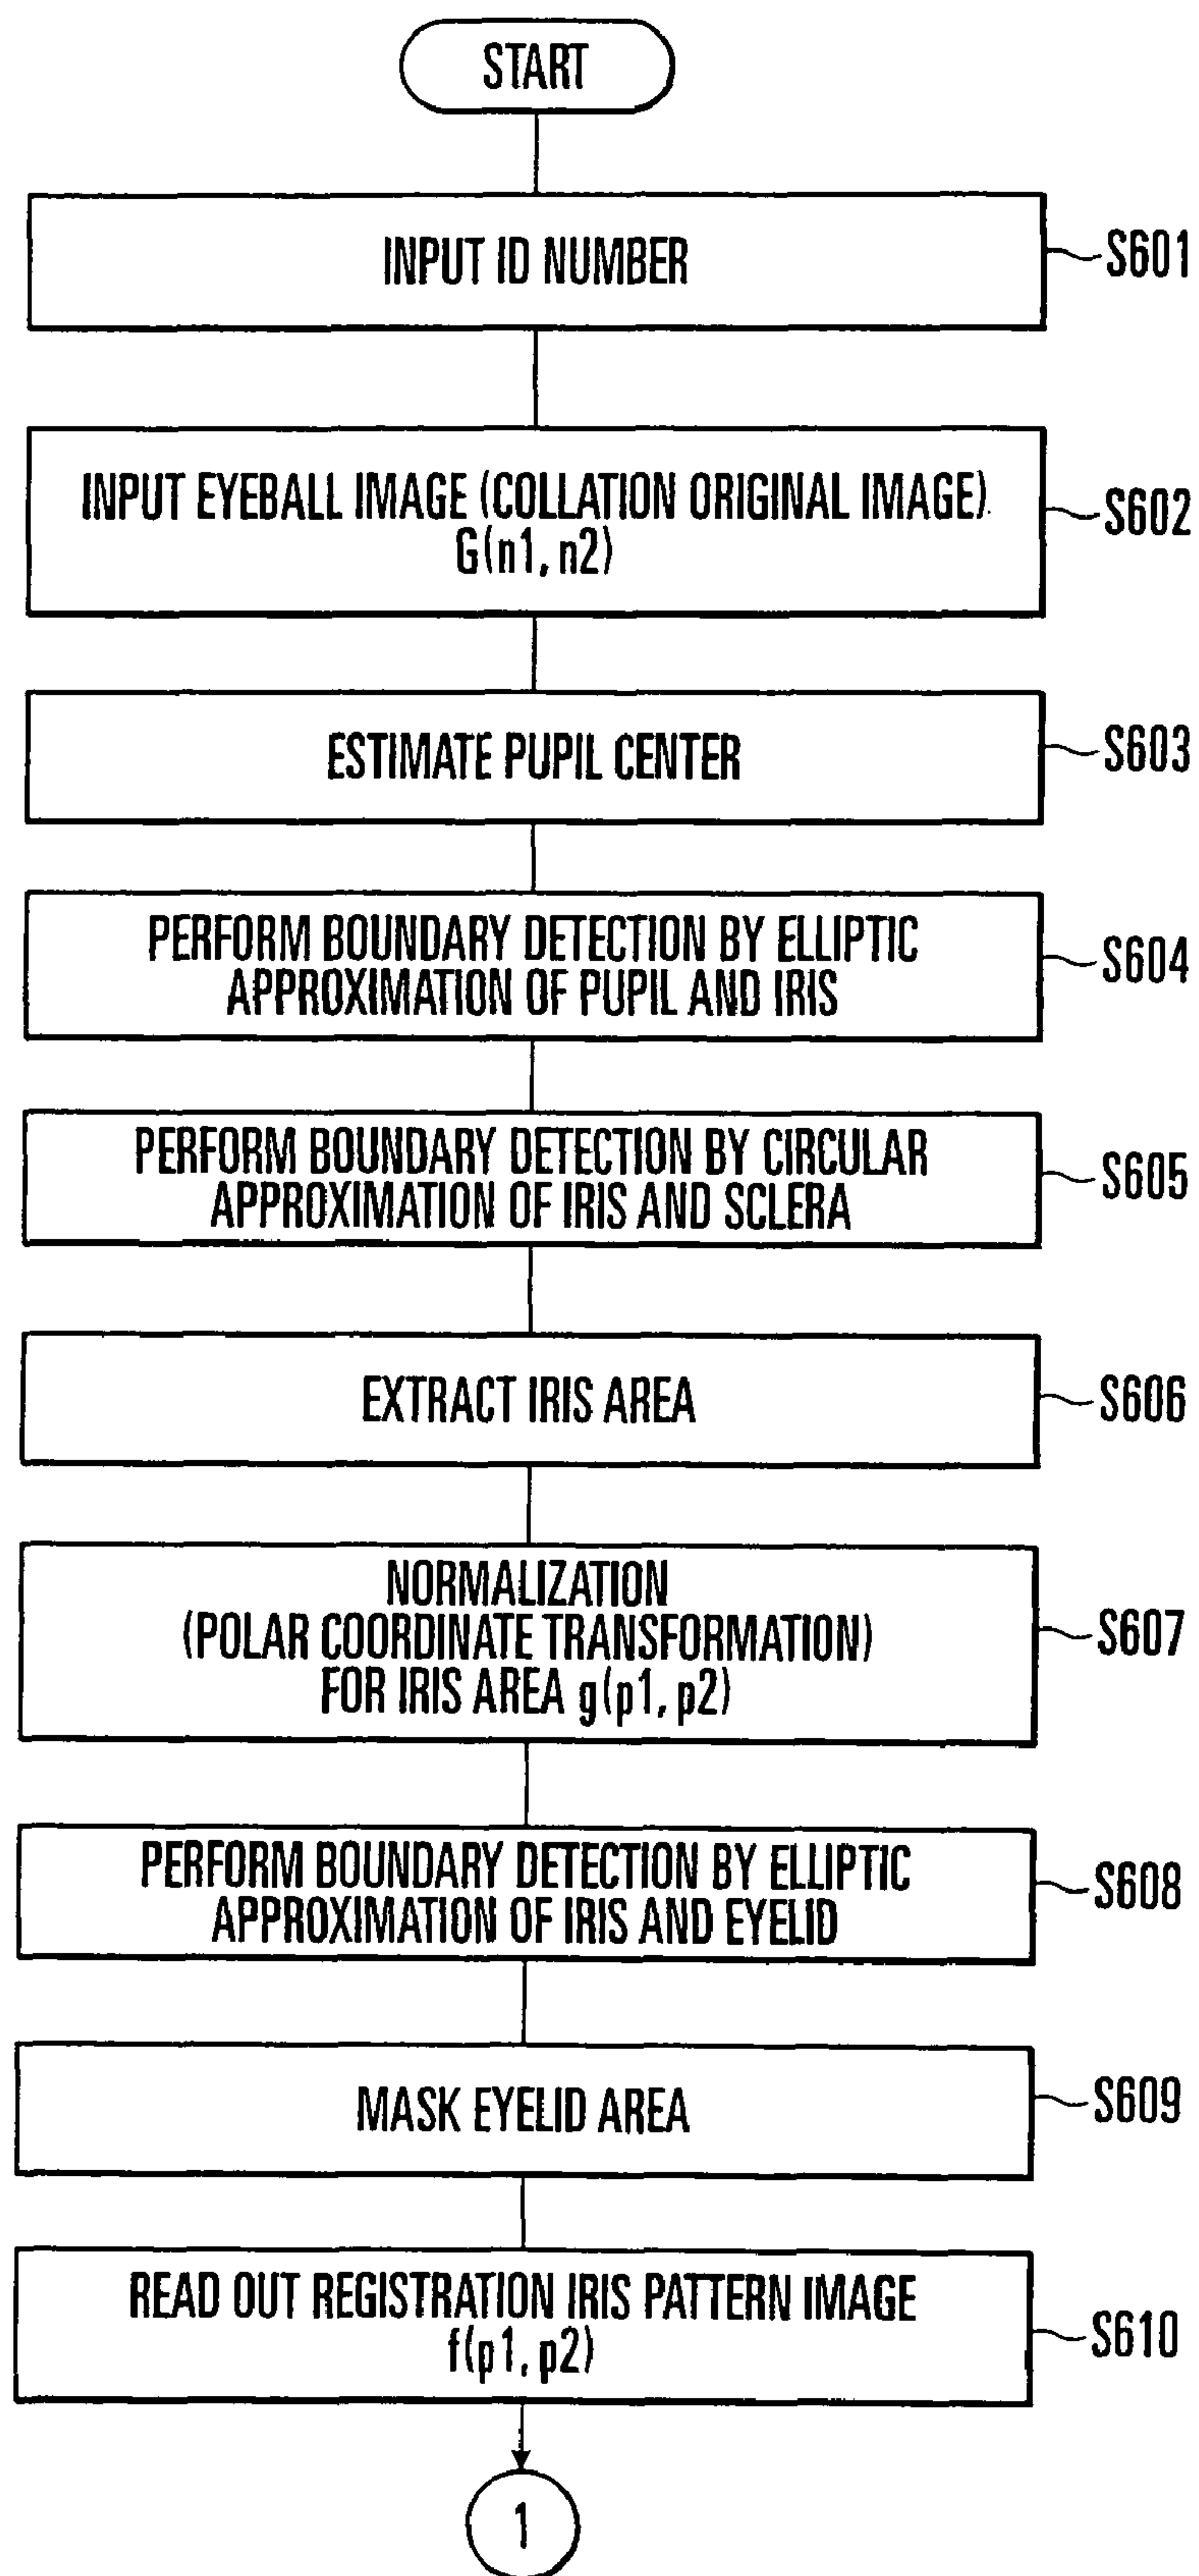 START
INPUT ID NUMBER
S601
INPUT EYEBALL IMAGE (COLLATION ORIGINAL IMAGE)
G(n1, n2)
S602
ESTIMATE PUPIL CENTER
S603
PERFORM BOUNDARY DETECTION BY ELLIPTIC
APPROXIMATION OF PUPIL AND IRIS
S604
PERFORM BOUNDARY DETECTION BY CIRCULAR
APPROXIMATION OF IRIS AND SCLERA
S605
EXTRACT IRIS AREA
S606
NORMALIZATION
(POLAR COORDINATE TRANSFORMATION)
FOR IRIS AREA g(p1, p2)
S607
PERFORM BOUNDARY DETECTION BY ELLIPTIC
APPROXIMATION OF IRIS AND EYELID
S608
MASK EYELID AREA
S609
READ OUT REGISTRATION IRIS PATTERN IMAGE
f(p1, p2)
S610
1